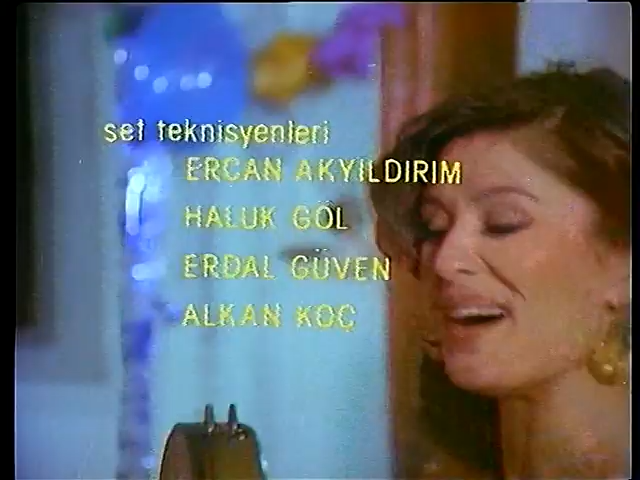 set teknisyenleri
ERCAN AKYILDIRIM
HALUK GÖL
ERDAL GÜVEN
ALKAN KOÇ